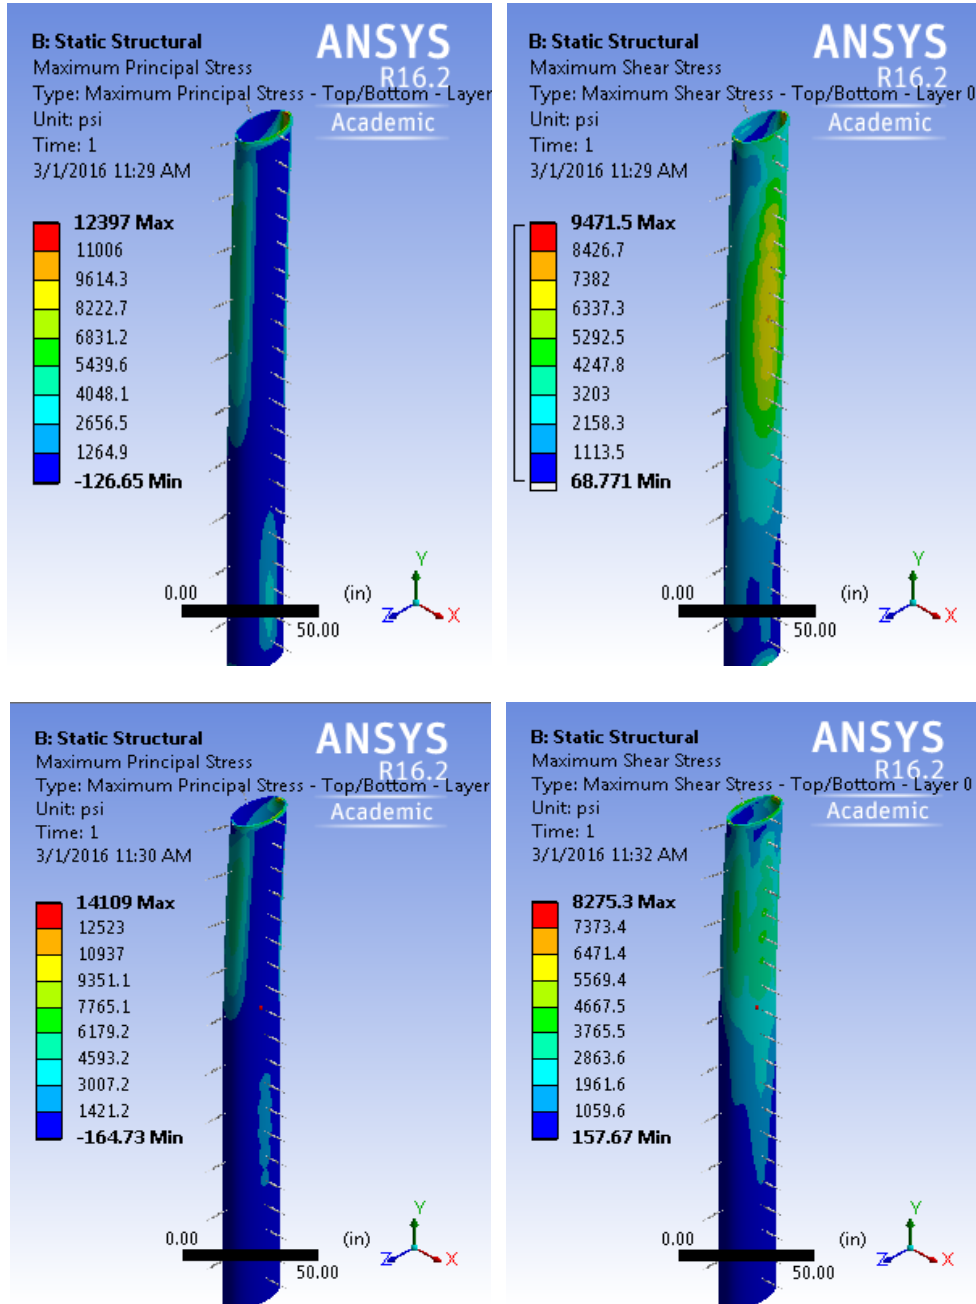 B: Static Structural
Maximum Principal Stress
Type: Maximum Principal Stress - Top/Bottom - Layer
Unit: psi
Time: 1
3/1/2016 11:29 AM
ANSYS
R16.2
Academic
12397 Max
11006
9614.3
8222.7
6831.2
5439.6
4048.1
2656.5
1264.9
-126.65 Min
0.00
(in)
50.00
Y
Z
X
B: Static Structural
Maximum Shear Stress
Type: Maximum Shear Stress - Top/Bottom - Layer 0
Unit: psi
Time: 1
3/1/2016 11:29 AM
ANSYS
R16.2
Academic
9471.5 Max
8426.7
7382
6337.3
5292.5
4247.8
3203
2158.3
1113.5
68.771 Min
0.00
(in)
50.00
Y
Z
X
B: Static Structural
Maximum Principal Stress
Type: Maximum Principal Stress - Top/Bottom - Layer
Unit: psi
Time: 1
3/1/2016 11:30 AM
ANSYS
R16.2
Academic
14109 Max
12523
10937
9351.1
7765.1
6179.2
4593.2
3007.2
1421.2
-164.73 Min
0.00
(in)
50.00
Y
Z
X
B: Static Structural
Maximum Shear Stress
Type: Maximum Shear Stress - Top/Bottom - Layer 0
Unit: psi
Time: 1
3/1/2016 11:32 AM
ANSYS
R16.2
Academic
8275.3 Max
7373.4
6471.4
5569.4
4667.5
3765.5
2863.6
1961.6
1059.6
157.67 Min
0.00
(in)
50.00
Y
Z
X